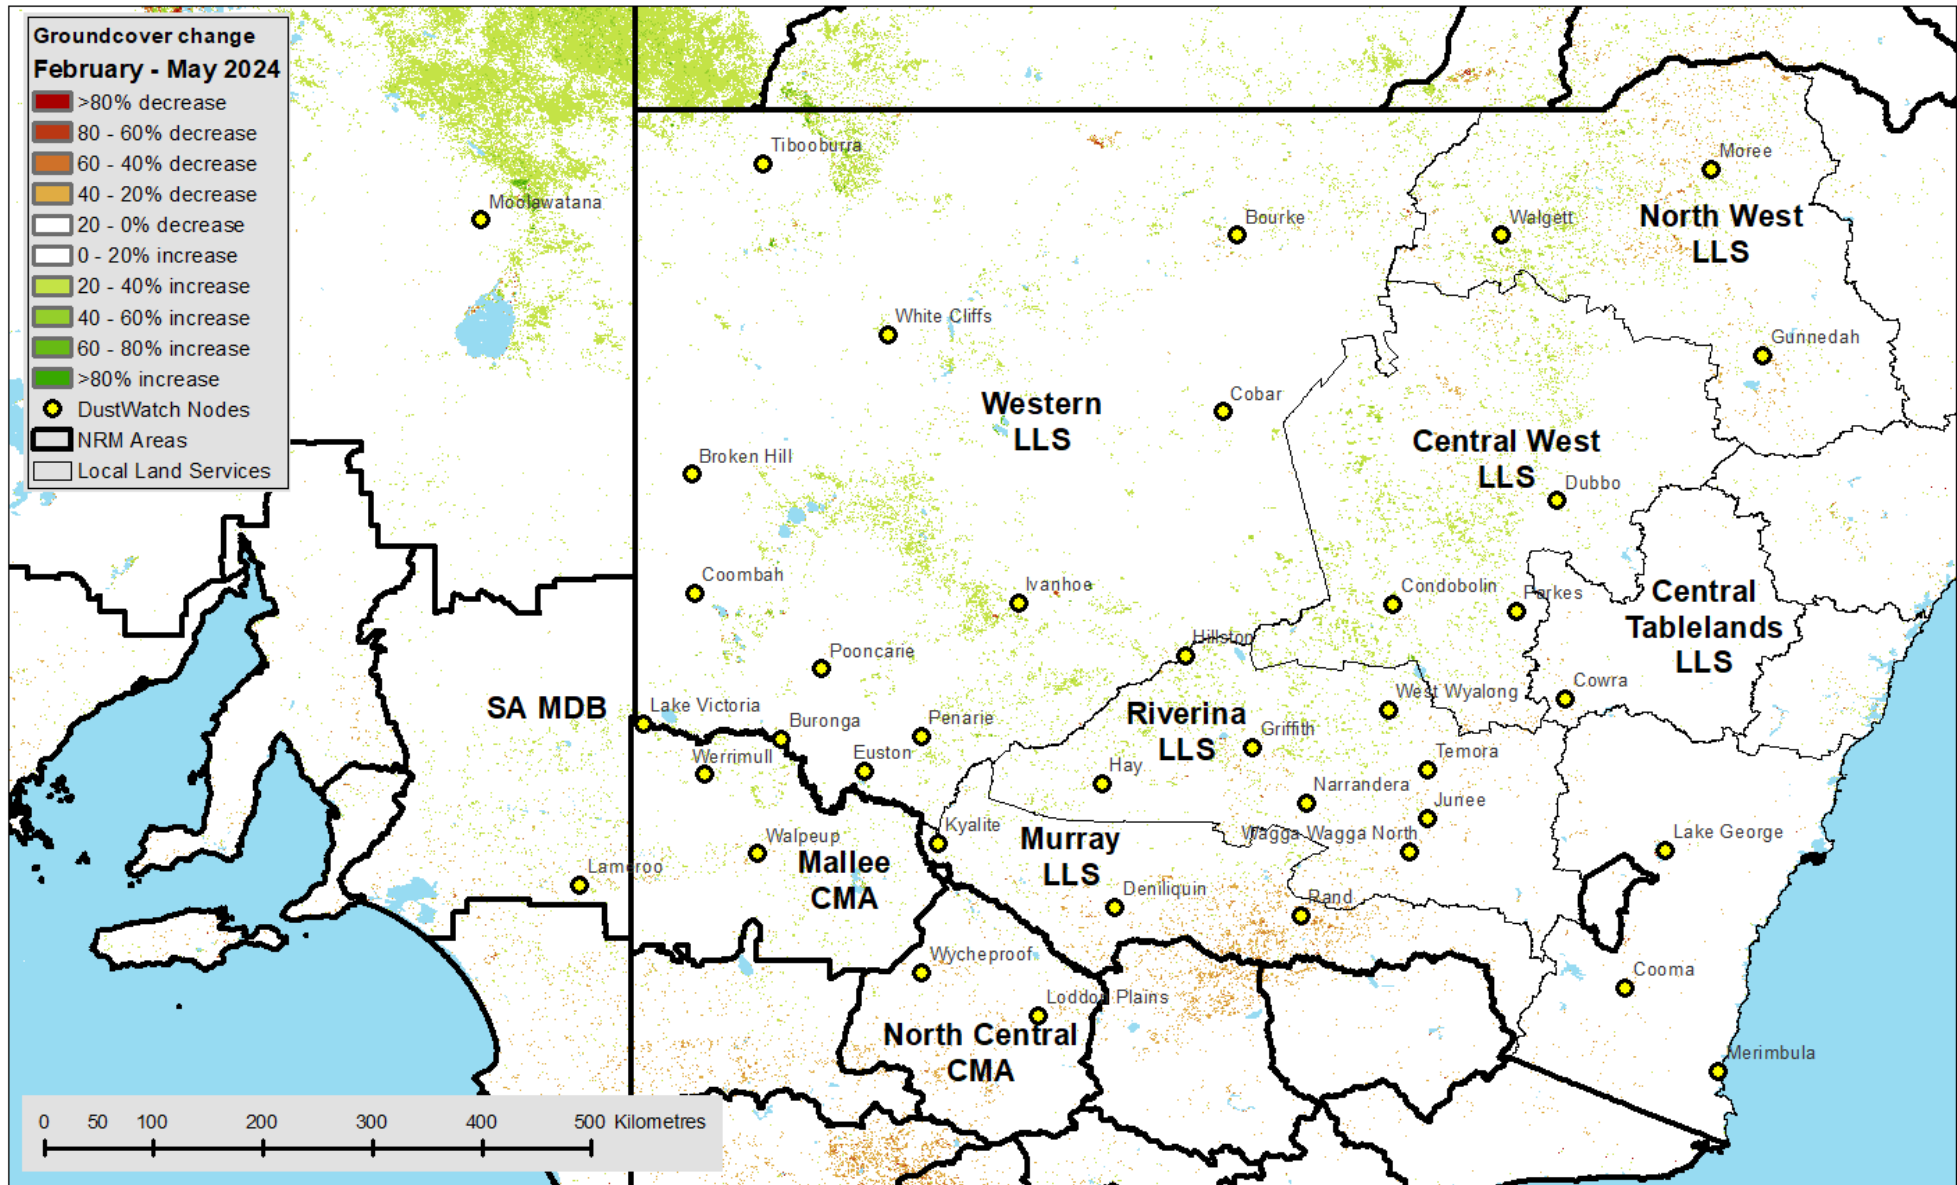 Groundcover change
February - May 2024
>80% decrease
80 - 60% decrease
60 - 40% decrease
40 - 20% decrease
20 - 0% decrease
0 - 20% increase
20 - 40% increase
40 - 60% increase
60 - 80% increase
>80% increase
DustWatch Nodes
NRM Areas
Local Land Services
Tibooburra
Moree
Moolawatana
Bourke
Walgett
North West
LLS
White Cliffs
Gunnedah
Western
LLS
Cobar
Central West
LLS
Broken Hill
Dubbo
Coombah
Ivanhoe
Condobolin
Parkes
Central
Tablelands
LLS
Hillston
Pooncarie
Cowra
SA MDB
Lake Victoria
Buronga
Penarie
Riverina
LLS
West Wyalong
Griffith
Werrimull
Euston
Hay
Temora
Narrandera
Junee
Kyalite
Murray
LLS
Wagga Wagga North
Lake George
Walpeup
Mallee
CMA
Lameroo
Deniliquin
Rand
Wycheproof
Cooma
Loddon Plains
North Central
CMA
Merimbula
0 50 100 200 300 400 500 Kilometres